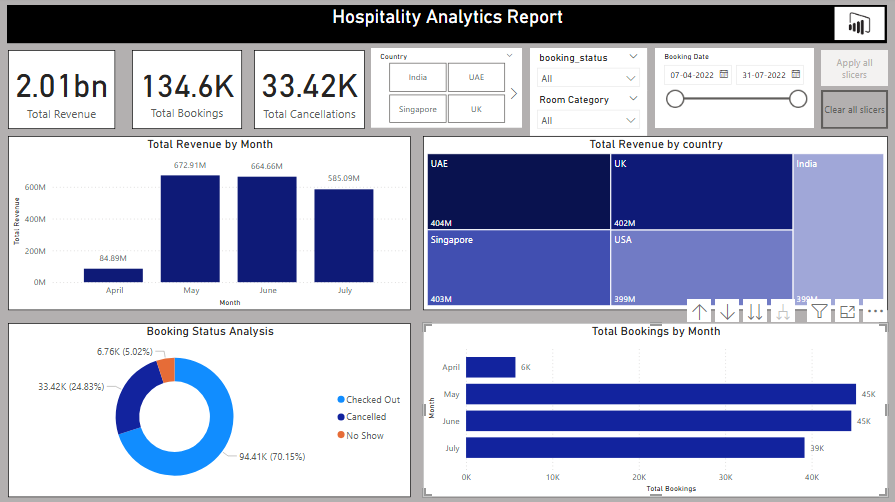 Hospitality Analytics Report
2.01bn
Total Revenue
134.6K
Total Bookings
33.42K
Total Cancellations
Country
India
UAE
Singapore
UK
booking_status
All
Room Category
All
Booking Date
07-04-2022
31-07-2022
Apply all
slicers
Clear all slicers
Total Revenue by Month
Total Revenue
600M
400M
200M
0M
84.89M
672.91M
664.66M
585.09M
April
May
June
July
Month
Total Revenue by country
UAE
404M
UK
402M
India
399M
Singapore
403M
USA
399M
Booking Status Analysis
6.76K (5.02%)
33.42K (24.83%)
94.41K (70.15%)
Checked Out
Cancelled
No Show
Total Bookings by Month
Month
April
6K
May
45K
June
45K
July
39K
0K
10K
20K
30K
40K
Total Bookings